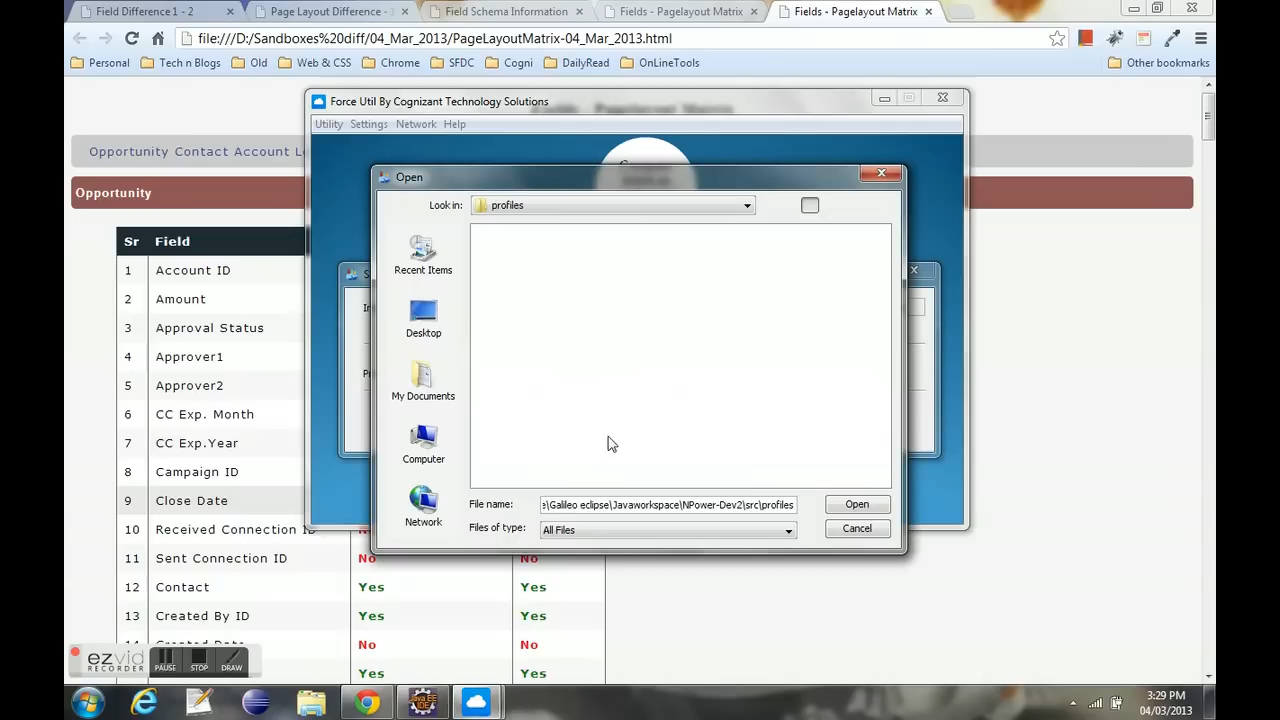 Field Difference 1 - 2
Page Layout Difference -
Field Schema Information
Fields - Pagelayout Matrix
Fields - Pagelayout Matrix
file:///D:/Sandboxes%20diff/04_Mar_2013/PageLayoutMatrix-04_Mar_2013.html
Personal
Tech n Blogs
Old
Web & CSS
Chrome
SFDC
Cogni
DailyRead
OnLineTools
Other bookmarks
Force Util By Cognizant Technology Solutions
Utility Settings Network Help
Opportunity Contact Account
Opportunity
Open
Look in: profiles
Recent Items
Desktop
My Documents
Computer
Network
File name: :\Galileo eclipse\Javaworkspace\NPower-Dev2\src\profiles
Open
Files of type: All Files
Cancel
Sr Field
1 Account ID
2 Amount
3 Approval Status
4 Approver1
5 Approver2
6 CC Exp. Month
7 CC Exp.Year
8 Campaign ID
9 Close Date
10 Received Connection ID
11 Sent Connection ID No No
12 Contact Yes Yes
13 Created By ID Yes Yes
14 Created Date No No
Yes Yes
ezvid
RECORDER
PAUSE
STOP
DRAW
Java EE
IDE
3:29 PM
04/03/2013